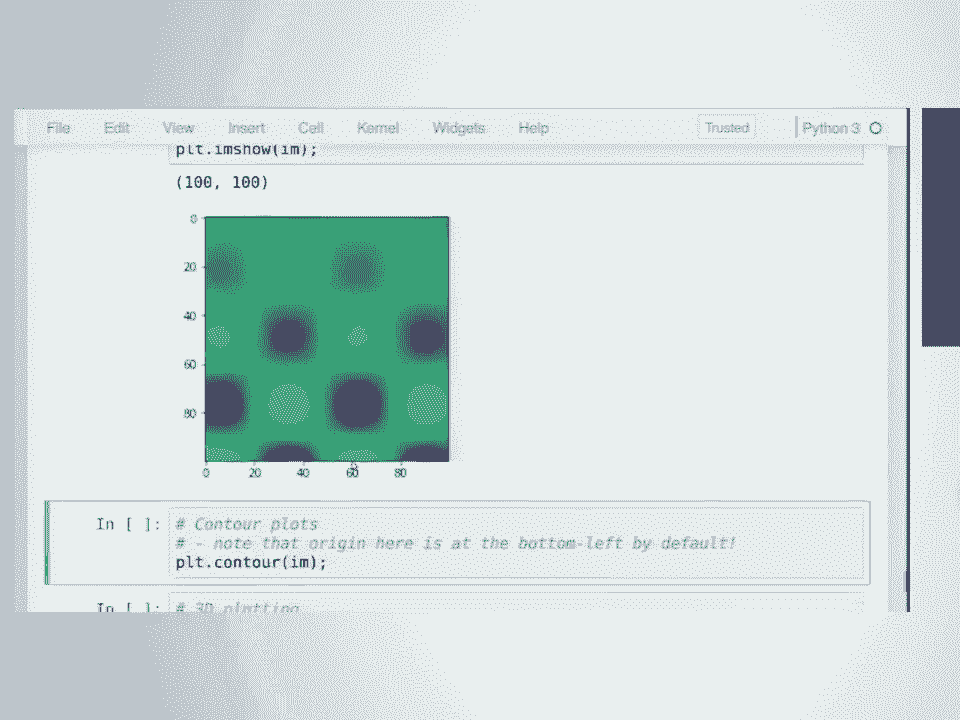 File Edit View Insert Cell Kernel Widgets Help Trusted Python 3
plt.imshow(im);
(100, 100)
0
20
40
60
80
0 20 40 60 80
In [ ]: # Contour plots
# - note that origin here is at the bottom-left by default!
plt.contour(im);
In [ ]: # 3D plotting